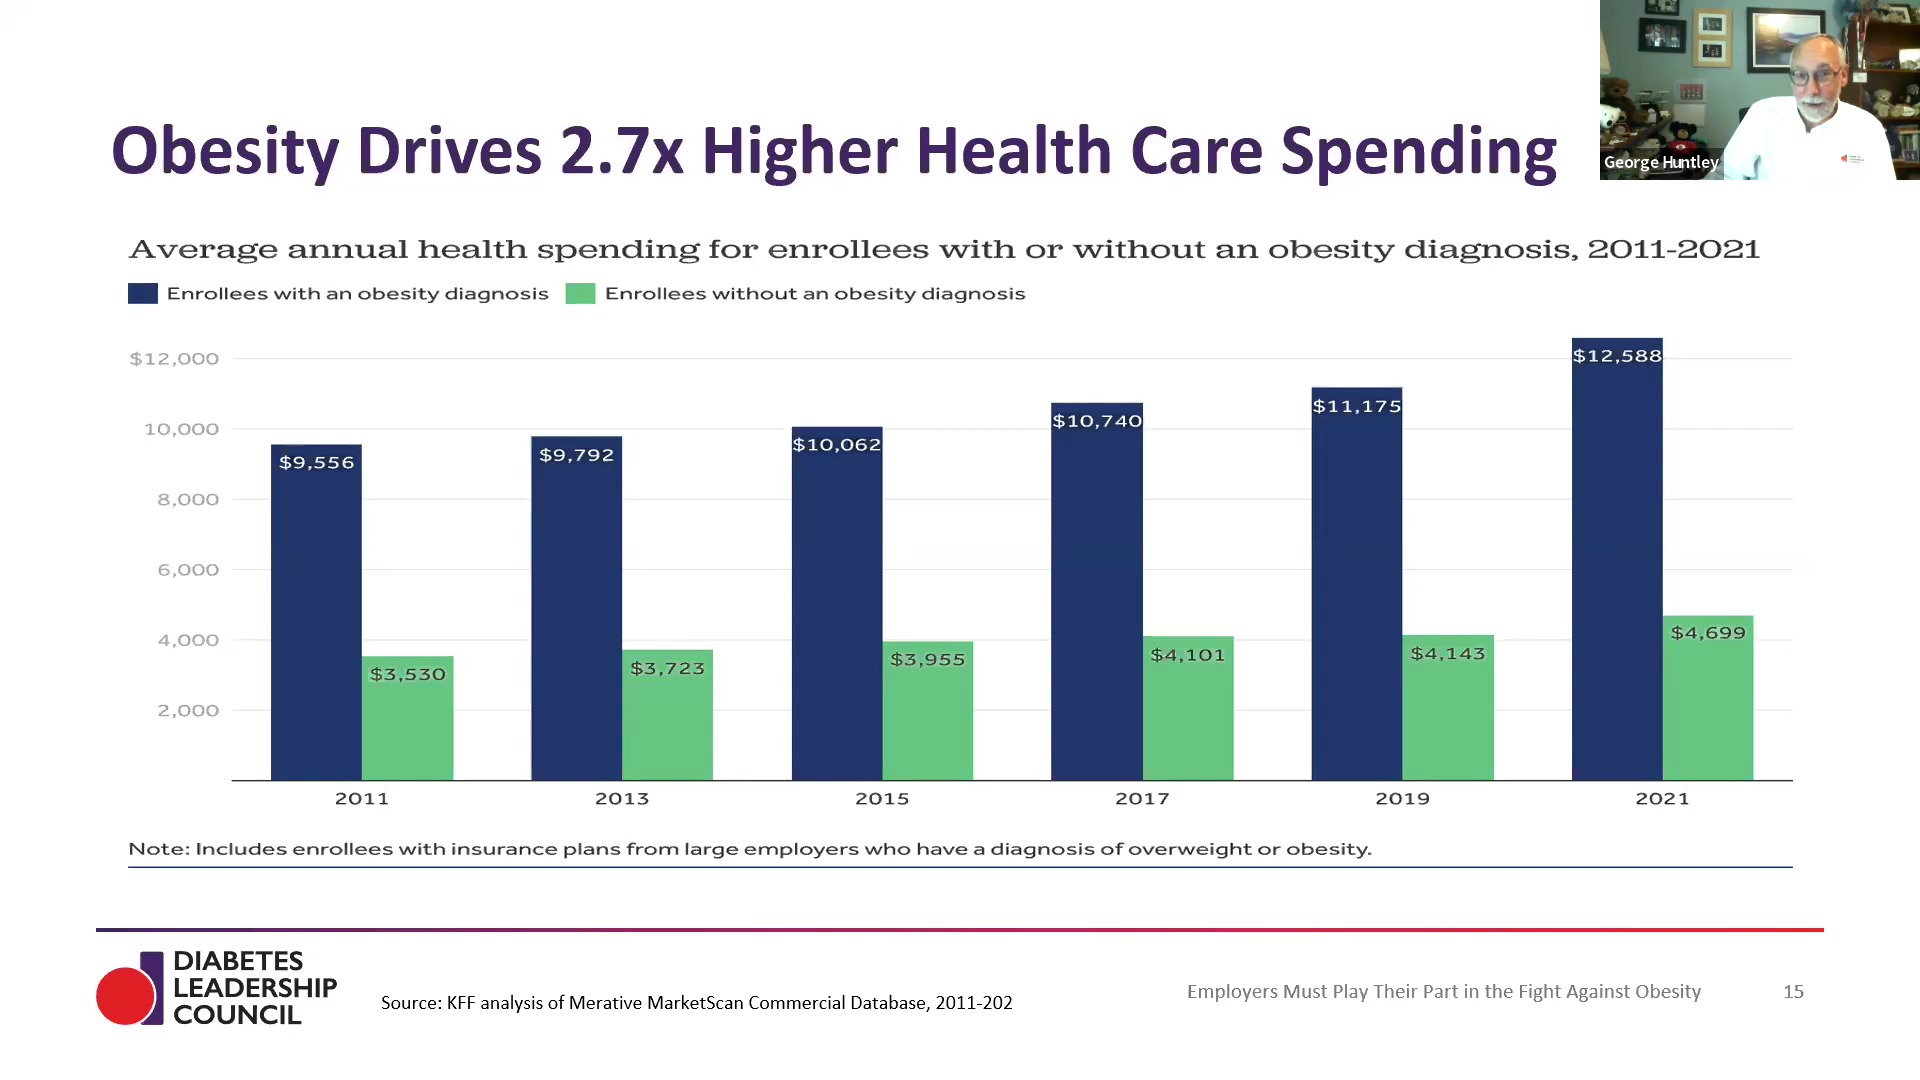 Obesity Drives 2.7x Higher Health Care Spending
George Huntley
Average annual health spending for enrollees with or without an obesity diagnosis, 2011-2021
Enrollees with an obesity diagnosis Enrollees without an obesity diagnosis
$12,000
10,000
8,000
6,000
4,000
2,000
$9,556
$3,530
$9,792
$3,723
$10,062
$3,955
$10,740
$4,101
$11,175
$4,143
$12,588
$4,699
2011 2013 2015 2017 2019 2021
Note: Includes enrollees with insurance plans from large employers who have a diagnosis of overweight or obesity.
DIABETES
LEADERSHIP
COUNCIL
Source: KFF analysis of Merative MarketScan Commercial Database, 2011-202
Employers Must Play Their Part in the Fight Against Obesity 15